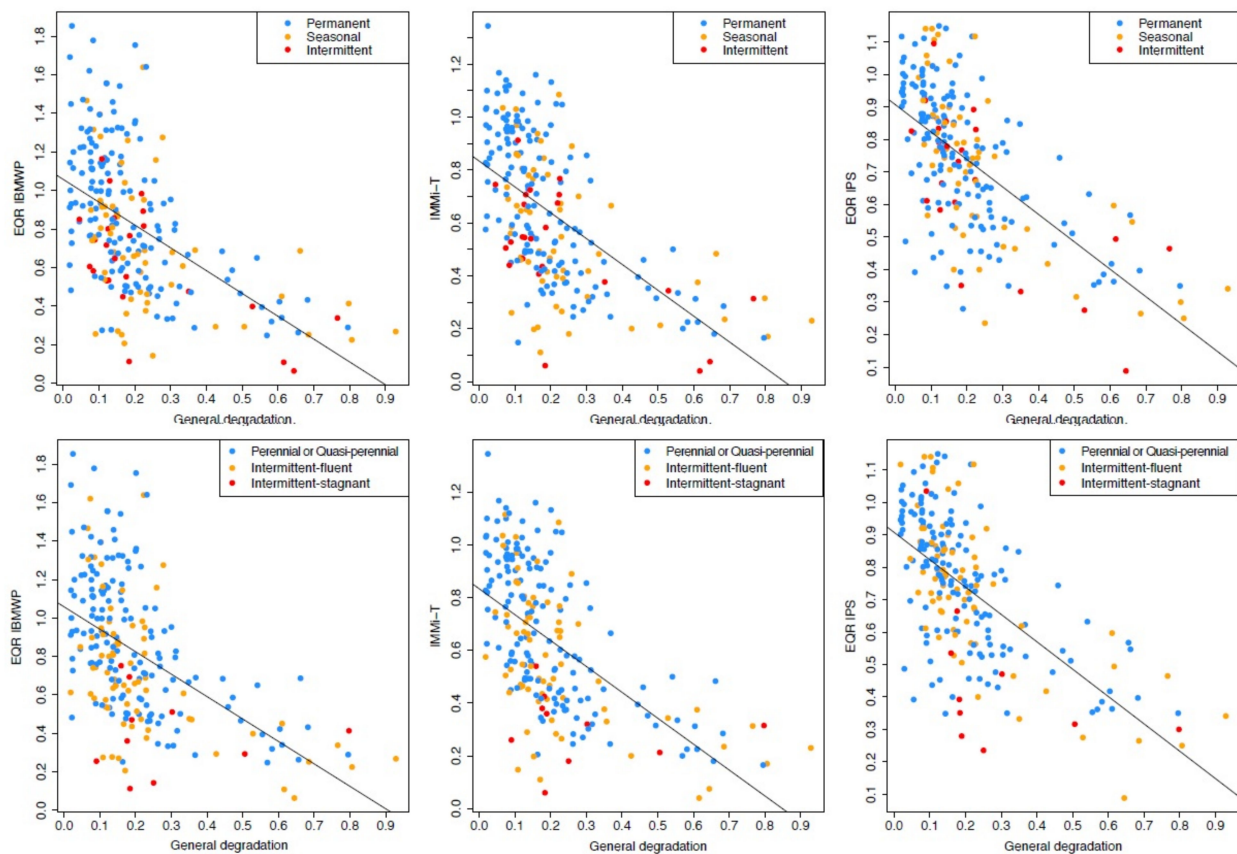 Permanent
Seasonal
Intermittent
EQR IBMWP
0.0 0.2 0.4 0.6 0.8 1.0 1.2 1.4 1.6 1.8
0.0 0.1 0.2 0.3 0.4 0.5 0.6 0.7 0.8 0.9
General degradation.
Permanent
Seasonal
Intermittent
IMMi-T
0.0 0.2 0.4 0.6 0.8 1.0 1.2
0.0 0.1 0.2 0.3 0.4 0.5 0.6 0.7 0.8 0.9
General degradation.
Permanent
Seasonal
Intermittent
EQR IPS
0.1 0.2 0.3 0.4 0.5 0.6 0.7 0.8 0.9 1.0 1.1
0.0 0.1 0.2 0.3 0.4 0.5 0.6 0.7 0.8 0.9
General degradation.
Perennial or Quasi-perennial
Intermittent-fluent
Intermittent-stagnant
EQR IBMWP
0.0 0.2 0.4 0.6 0.8 1.0 1.2 1.4 1.6 1.8
0.0 0.1 0.2 0.3 0.4 0.5 0.6 0.7 0.8 0.9
General degradation
Perennial or Quasi-perennial
Intermittent-fluent
Intermittent-stagnant
IMMi-T
0.0 0.2 0.4 0.6 0.8 1.0 1.2
0.0 0.1 0.2 0.3 0.4 0.5 0.6 0.7 0.8 0.9
General degradation
Perennial or Quasi-perennial
Intermittent-fluent
Intermittent-stagnant
EQR IPS
0.1 0.2 0.3 0.4 0.5 0.6 0.7 0.8 0.9 1.0 1.1
0.0 0.1 0.2 0.3 0.4 0.5 0.6 0.7 0.8 0.9
General degradation